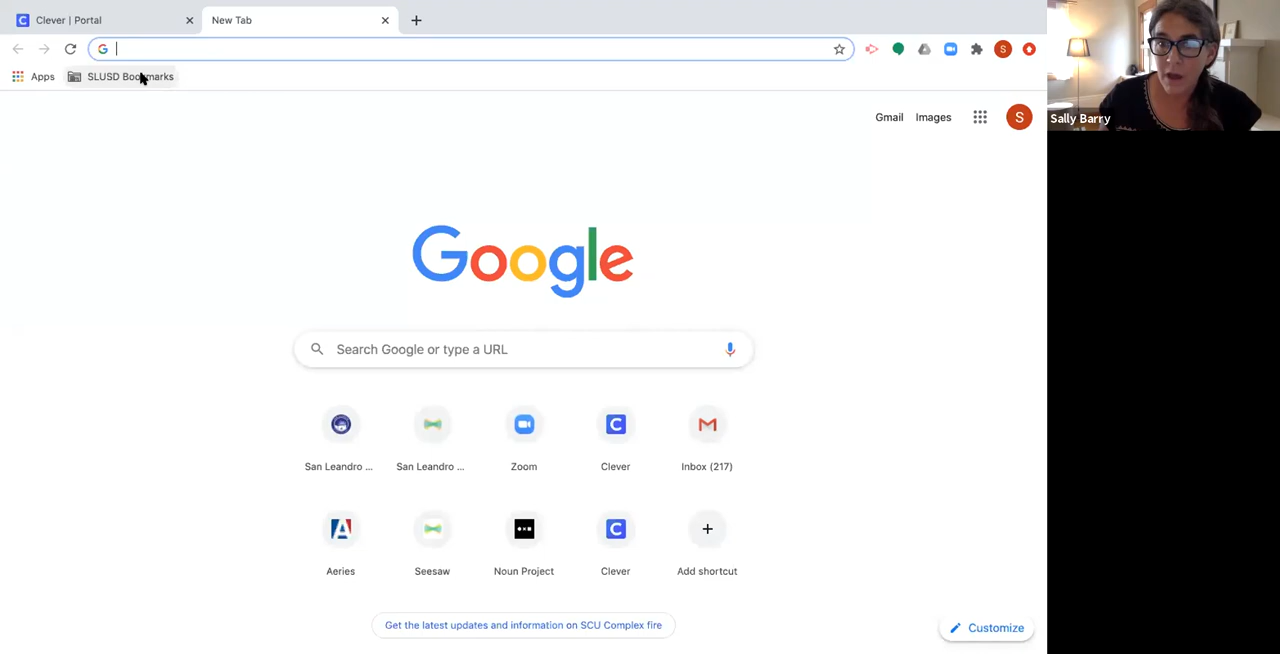 Clever | Portal
New Tab
Apps
SLUSD Bookmarks
Gmail
Images
S
Sally Barry
Google
Search Google or type a URL
San Leandro ...
San Leandro ...
Zoom
Clever
Inbox (217)
Aeries
Seesaw
Noun Project
Clever
Add shortcut
Get the latest updates and information on SCU Complex fire
Customize